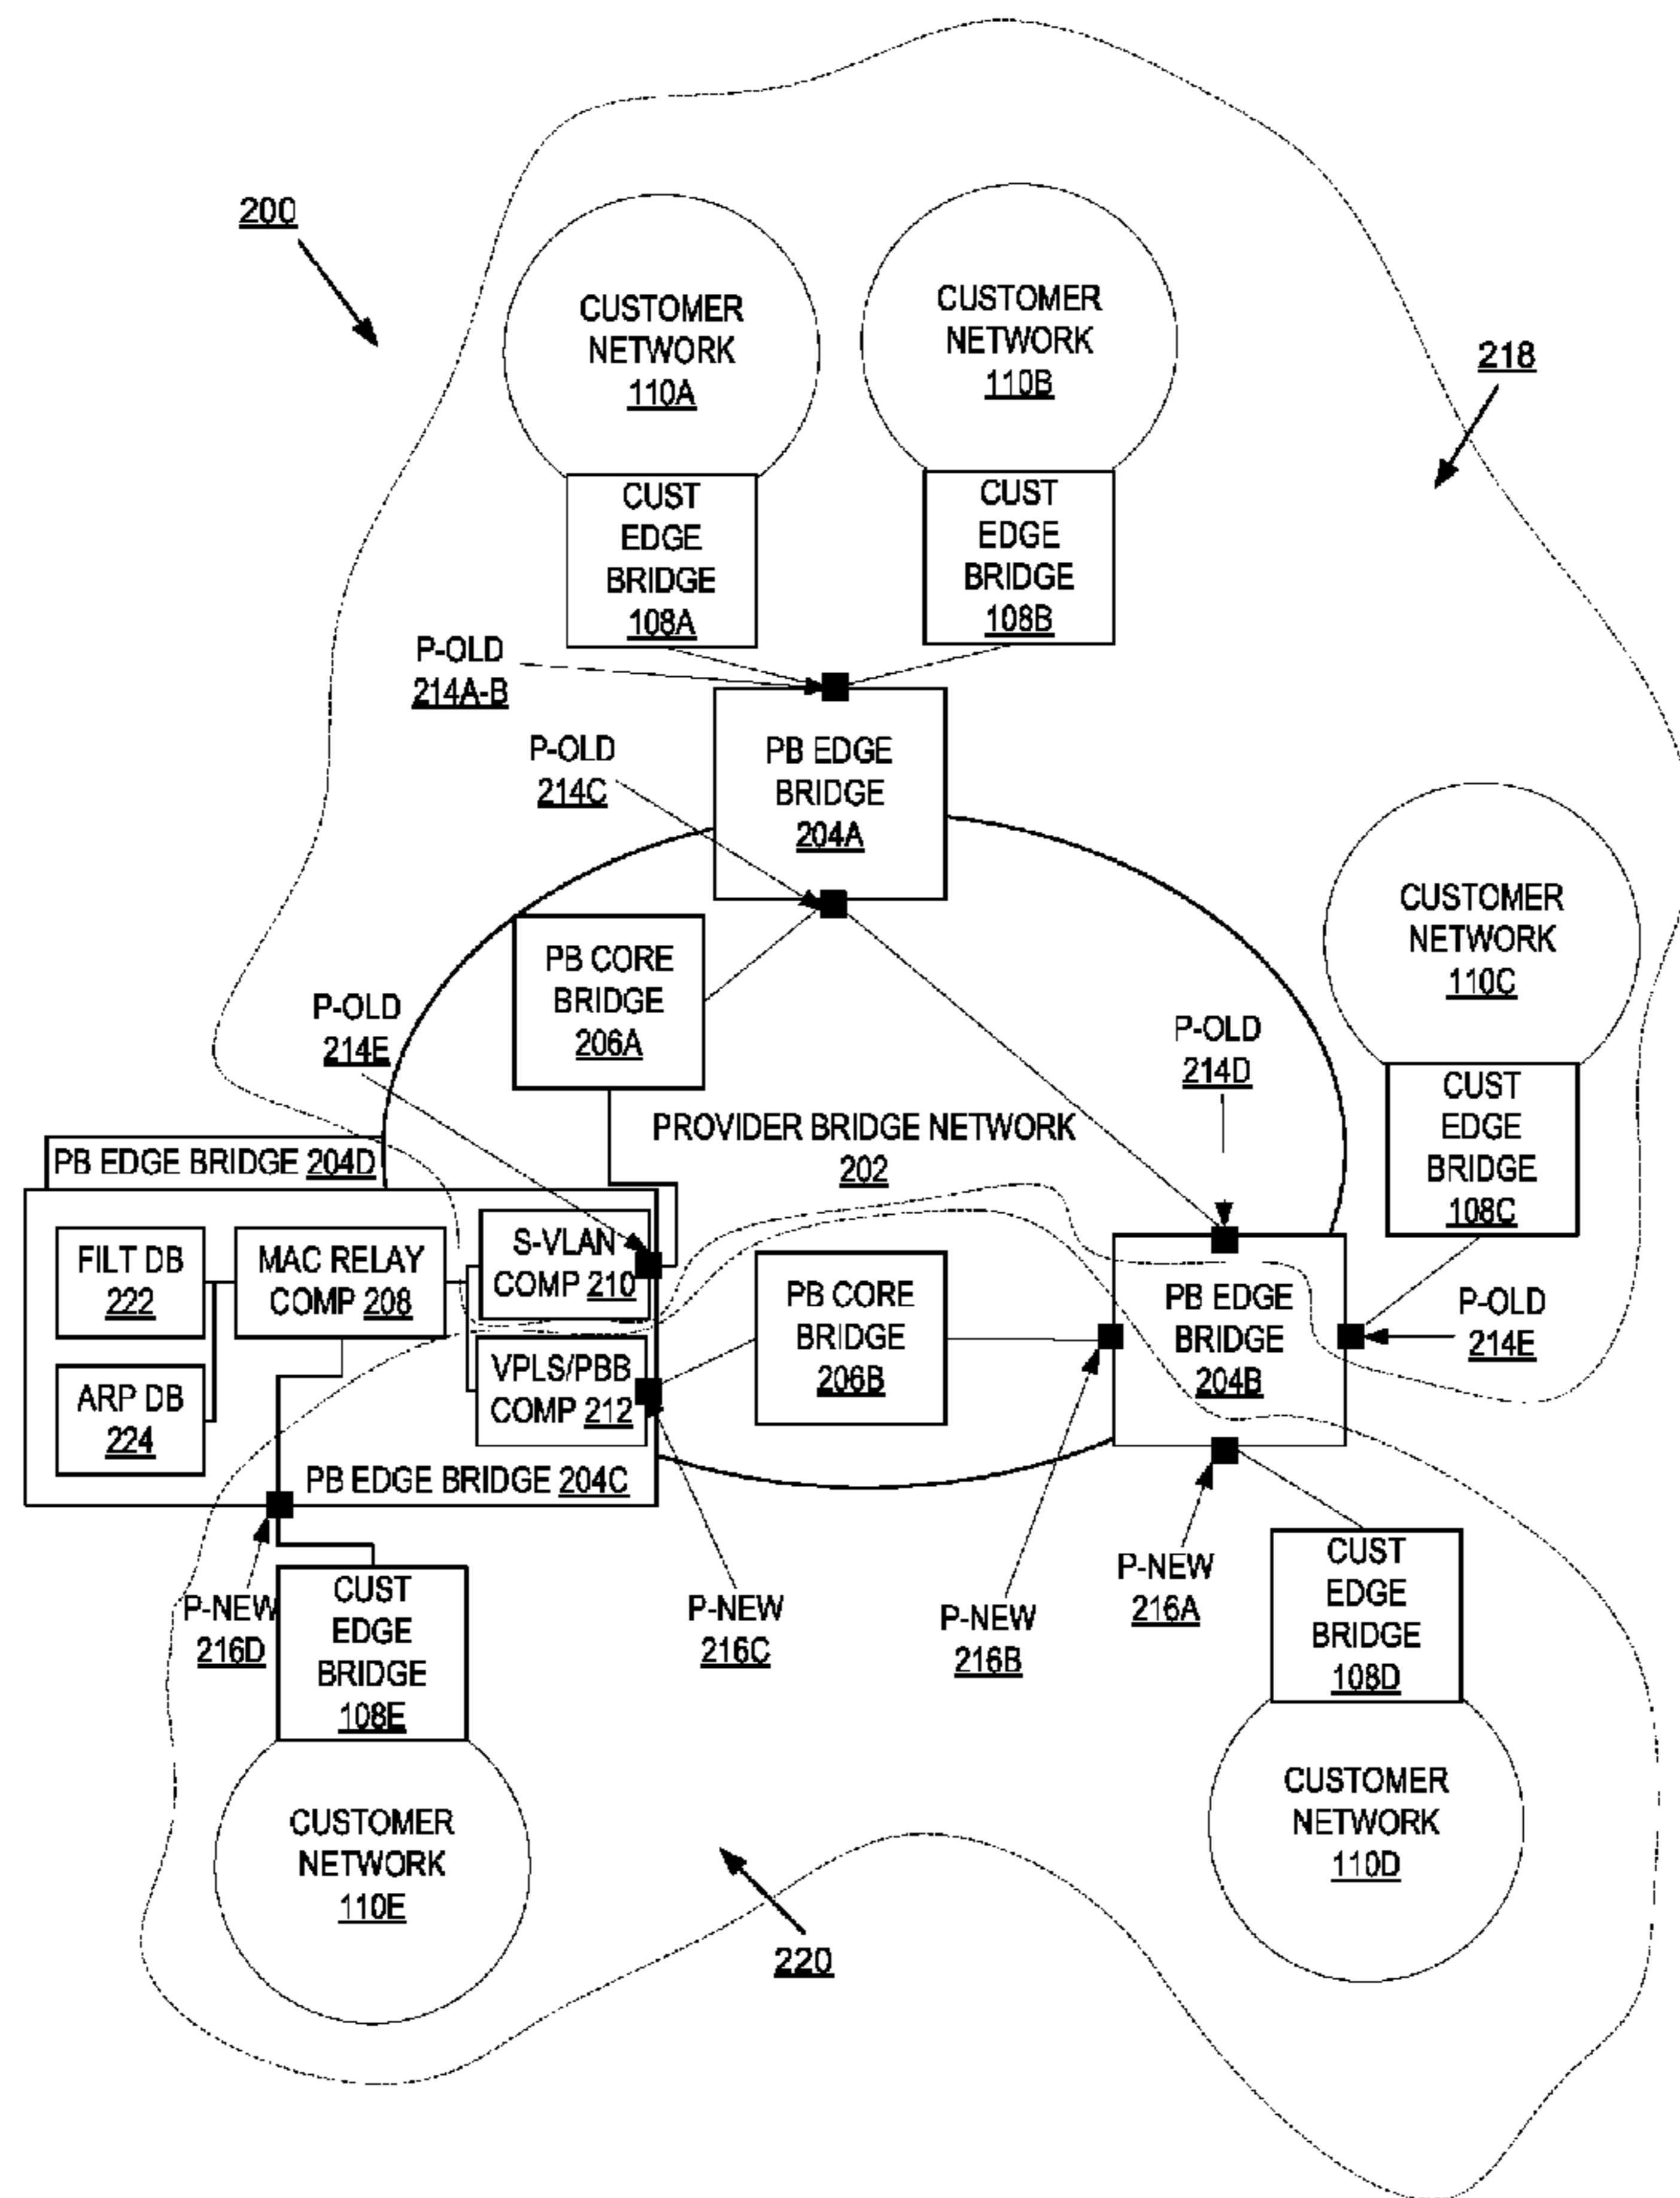 200
218
CUSTOMER
NETWORK
110A
CUSTOMER
NETWORK
110B
CUST
EDGE
BRIDGE
108A
CUST
EDGE
BRIDGE
108B
P-OLD
214A-B
P-OLD
214C
PB EDGE
BRIDGE
204A
CUSTOMER
NETWORK
110C
PB CORE
BRIDGE
206A
P-OLD
214E
P-OLD
214D
CUST
EDGE
BRIDGE
108C
PROVIDER BRIDGE NETWORK
202
PB EDGE BRIDGE 204D
FILT DB
222
MAC RELAY
COMP 208
S-VLAN
COMP 210
ARP DB
224
VPLS/PBB
COMP 212
PB EDGE BRIDGE 204C
PB CORE
BRIDGE
206B
PB EDGE
BRIDGE
204B
P-OLD
214E
P-NEW
216D
P-NEW
216C
P-NEW
216B
P-NEW
216A
CUST
EDGE
BRIDGE
108E
CUST
EDGE
BRIDGE
108D
CUSTOMER
NETWORK
110E
CUSTOMER
NETWORK
110D
220